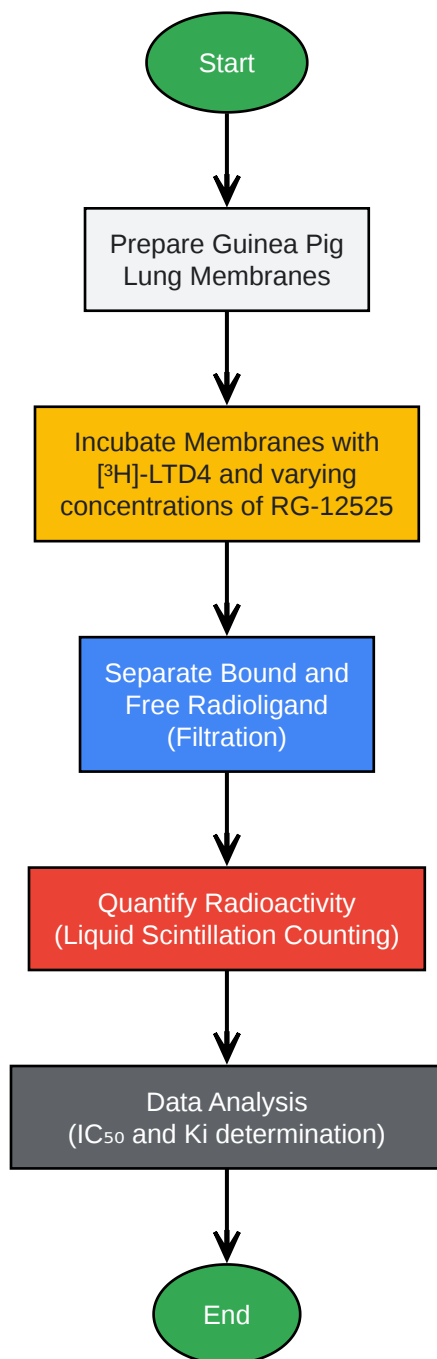 Start
Prepare Guinea Pig
Lung Membranes
Incubate Membranes with
[³H]-LTD4 and varying
concentrations of RG-12525
Separate Bound and
Free Radioligand
(Filtration)
Quantify Radioactivity
(Liquid Scintillation Counting)
Data Analysis
(IC₅₀ and Ki determination)
End